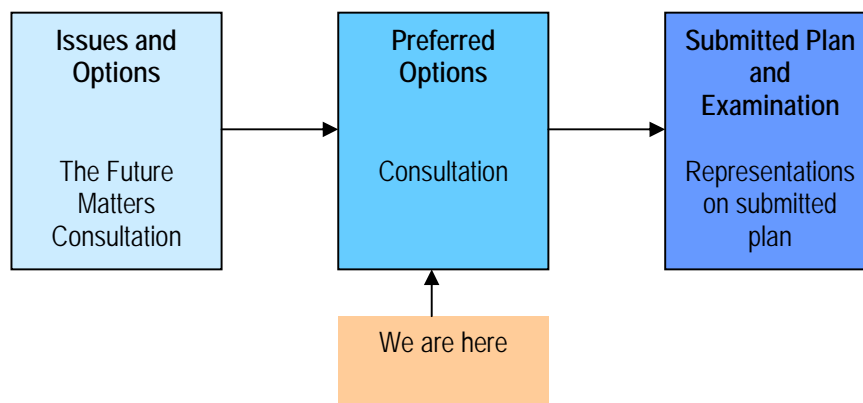 Issues and
Options
The Future
Matters
Consultation
Preferred
Options
Consultation
Submitted Plan
and
Examination
Representations
on submitted
plan
We are here